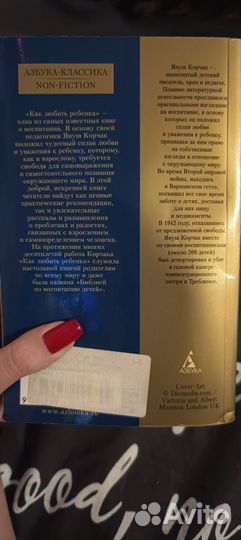 АЗБУКА-КЛАССИКА
NON-FICTION
«Как любить ребенка» —
одна из самых известных книг
о воспитании. В основу своей
педагогики Януш Корчак
положил чудесный сплав любви
и уважения к ребенку, которому,
как и взрослому, требуется
свобода для самовыражения
и самостоятельного познания
окружающего мира. В этой
доброй, искренней книге
читатели найдут как ценные
практические рекомендации,
так и увлекательные
рассказы и размышления
о проблемах и радостях,
связанных с взрослением
и самоопределением человека.
На протяжении многих
десятилетий работа Корчака
«Как любить ребенка» служила
настольной книгой родителям
по всему миру и даже
была названа «Библией
по воспитанию детей».
www.azbooka.ru
Януш Корчак —
знаменитый детский
писатель, врач и педагог.
Помимо литературной
деятельности прославился
оригинальными взглядами
на воспитание, в основу
которых он положил
сплав любви
и уважения к ребенку,
признавая за ним право
на собственные
взгляды и отношение
к окружающему миру.
Во время Второй мировой
войны, находясь
в Варшавском гетто,
посвящал все свое время
заботе о детях, доставая
для них пищу
и медикаменты.
В 1942 году, отказавшись
от предложенной свободы,
Януш Корчак вместе
со своими воспитанниками
(около 200 детей)
был депортирован и убит
в газовой камере
концентрационного
лагеря в Треблинке.
АЗБУКА
Cover Art
© Diomedia.com /
Victoria and Albert
Museum London UK
9
ood,
Avito